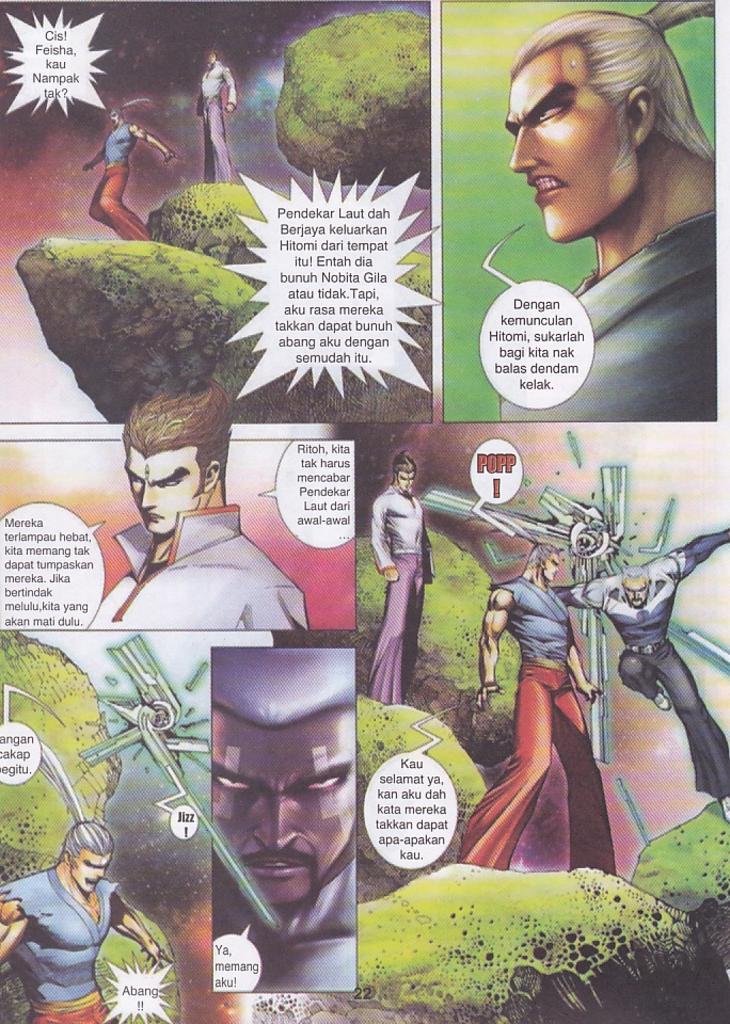 Cis!
Feisha,
kau
Nampak
tak?
Pendekar Laut dah
Berjaya keluarkan
Hitomi dari tempat
itu! Entah dia
bunuh Nobita Gila
atau tidak.Tapi,
aku rasa mereka
takkan dapat bunuh
abang aku dengan
semudah itu.
Dengan
kemunculan
Hitomi, sukarlah
bagi kita nak
balas dendam
kelak.
Ritoh, kita
tak harus
mencabar
Pendekar
Laut dari
awal-awal
...
Mereka
terlampau hebat,
kita memang tak
dapat tumpaskan
mereka. Jika
bertindak
melulu,kita yang
akan mati dulu.
POPP
!
Kau
selamat ya,
kan aku dah
kata mereka
takkan dapat
apa-apakan
kau.
angan
cakap
egitu.
Jizz
!
Ya,
memang
aku!
Abang
!!
22